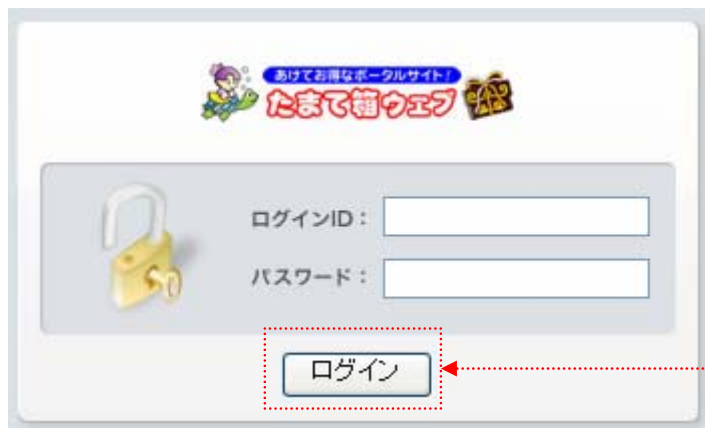 あけてお得なポータルサイト！
たまて箱ウェブ
ログインID：
パスワード：
ログイン